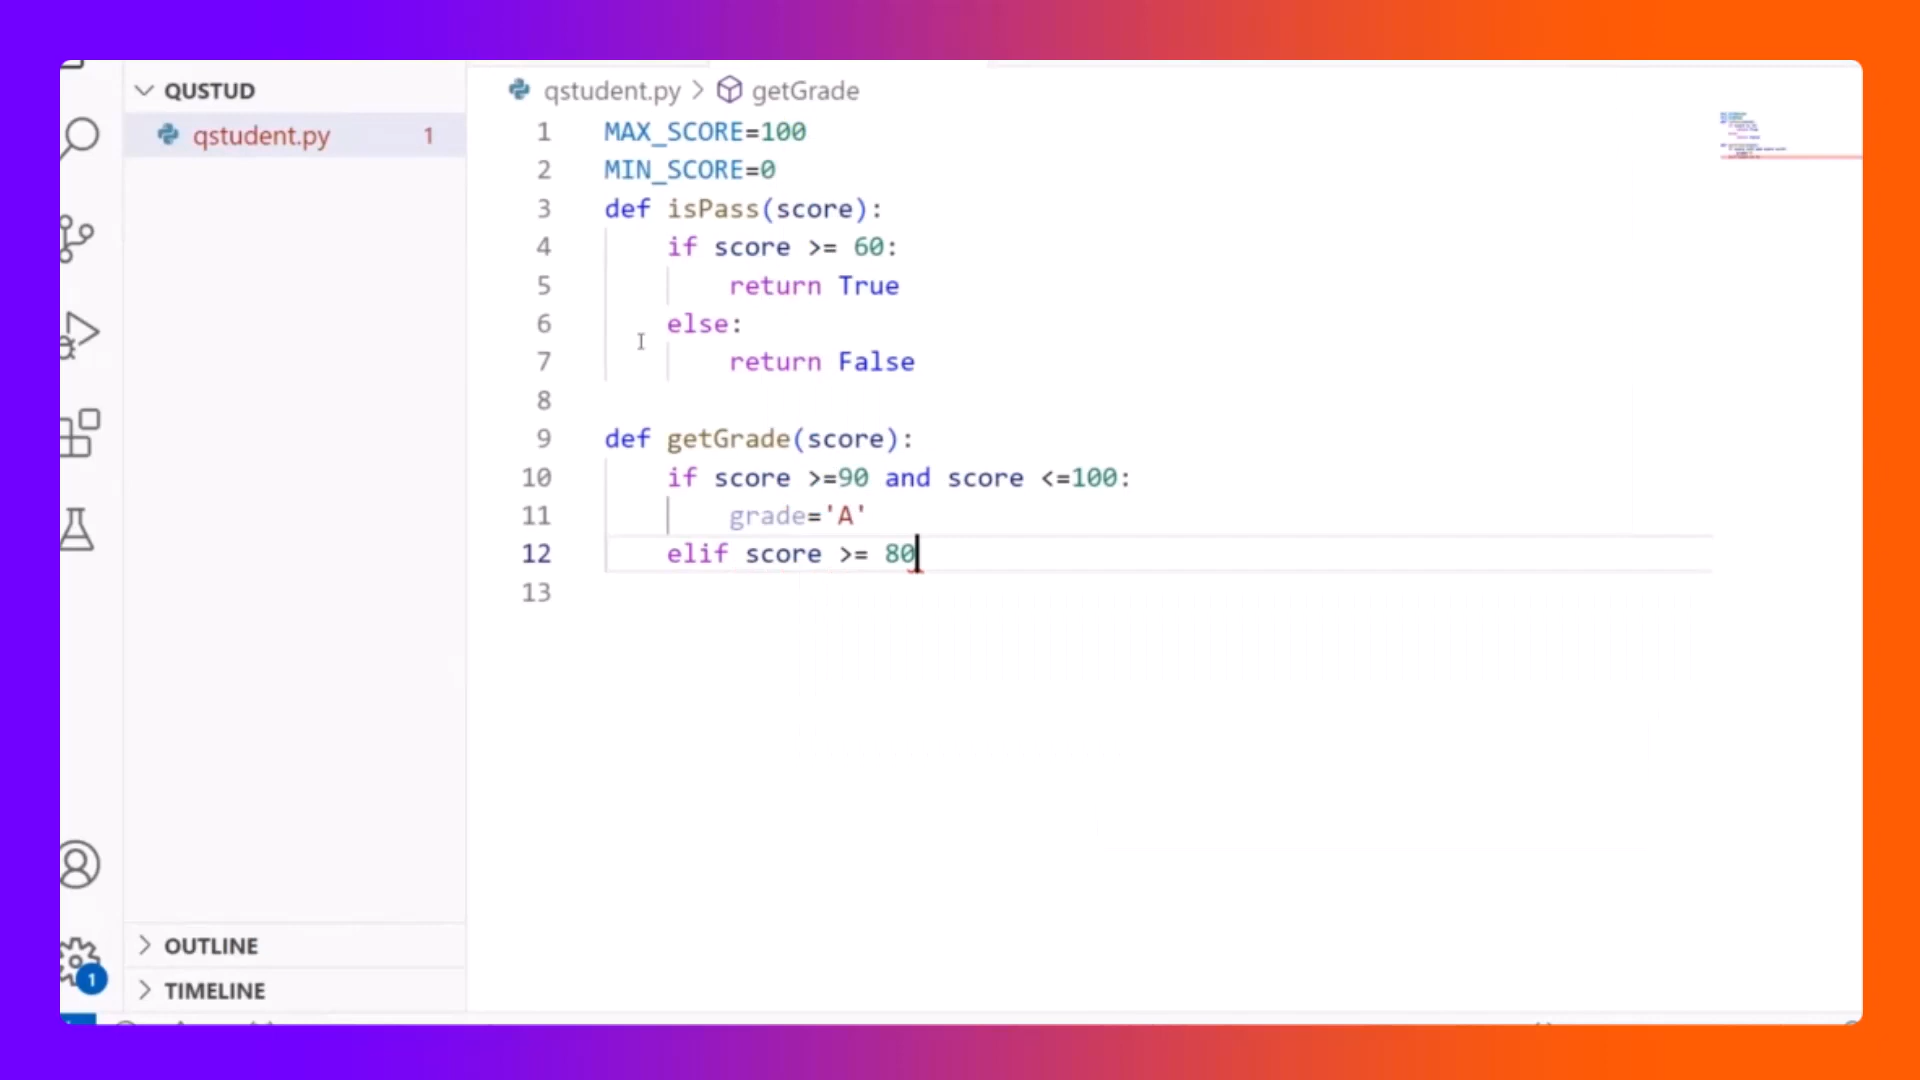 QUSTUD
qstudent.py 1
qstudent.py > getGrade
1 MAX_SCORE=100
2 MIN_SCORE=0
3 def isPass(score):
4 if score >= 60:
5 return True
6 else:
7 return False
8
9 def getGrade(score):
10 if score >=90 and score <=100:
11 grade='A'
12 elif score >= 80
13
OUTLINE
TIMELINE
1